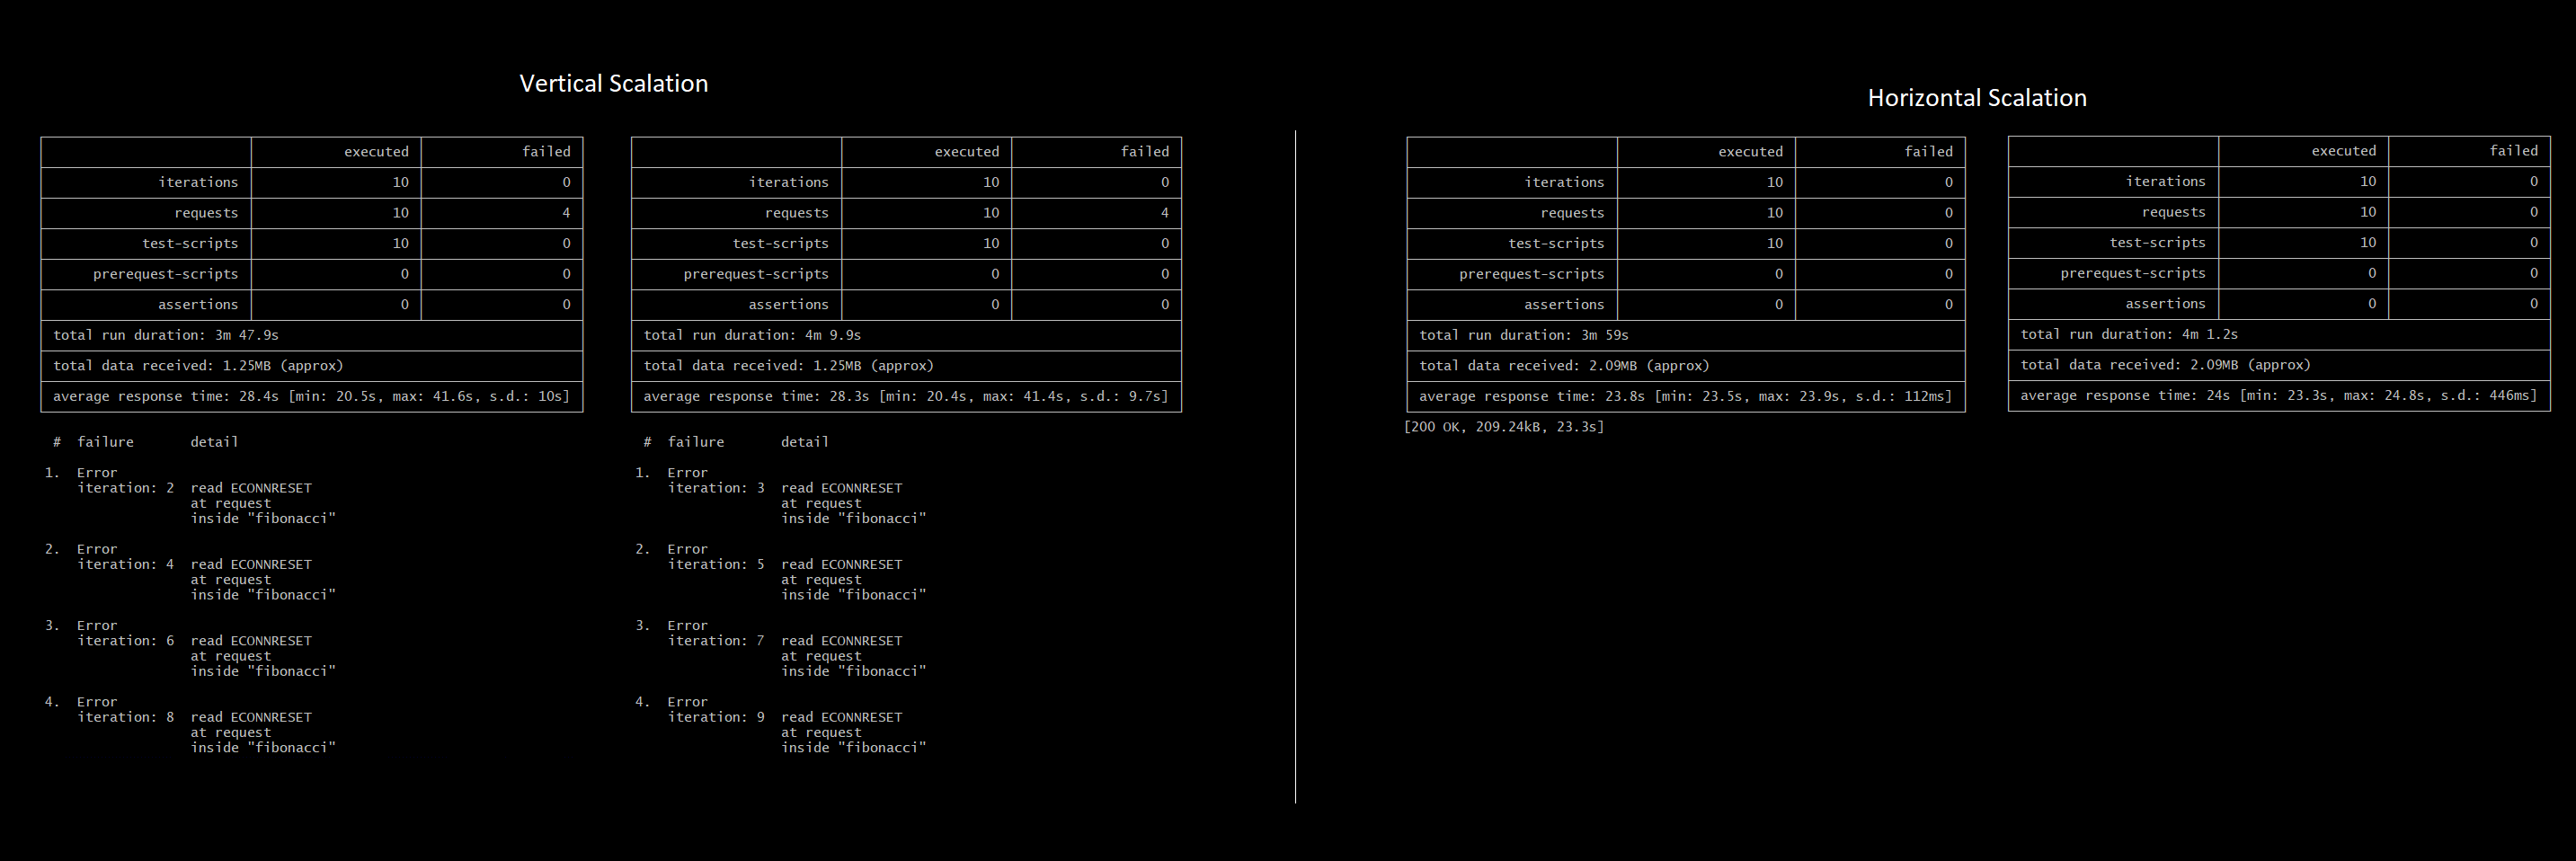 Vertical Scalation
executed failed
iterations 10 0
requests 10 4
test-scripts 10 0
prerequest-scripts 0 0
assertions 0 0
total run duration: 3m 47.9s
total data received: 1.25MB (approx)
average response time: 28.4s [min: 20.5s, max: 41.6s, s.d.: 10s]
# failure detail
1. Error
iteration: 2 read ECONNRESET
at request
inside "fibonacci"
2. Error
iteration: 4 read ECONNRESET
at request
inside "fibonacci"
3. Error
iteration: 6 read ECONNRESET
at request
inside "fibonacci"
4. Error
iteration: 8 read ECONNRESET
at request
inside "fibonacci"
executed failed
iterations 10 0
requests 10 4
test-scripts 10 0
prerequest-scripts 0 0
assertions 0 0
total run duration: 4m 9.9s
total data received: 1.25MB (approx)
average response time: 28.3s [min: 20.4s, max: 41.4s, s.d.: 9.7s]
# failure detail
1. Error
iteration: 3 read ECONNRESET
at request
inside "fibonacci"
2. Error
iteration: 5 read ECONNRESET
at request
inside "fibonacci"
3. Error
iteration: 7 read ECONNRESET
at request
inside "fibonacci"
4. Error
iteration: 9 read ECONNRESET
at request
inside "fibonacci"
Horizontal Scalation
executed failed
iterations 10 0
requests 10 0
test-scripts 10 0
prerequest-scripts 0 0
assertions 0 0
total run duration: 3m 59s
total data received: 2.09MB (approx)
average response time: 23.8s [min: 23.5s, max: 23.9s, s.d.: 112ms]
[200 OK, 209.24kB, 23.3s]
executed failed
iterations 10 0
requests 10 0
test-scripts 10 0
prerequest-scripts 0 0
assertions 0 0
total run duration: 4m 1.2s
total data received: 2.09MB (approx)
average response time: 24s [min: 23.3s, max: 24.8s, s.d.: 446ms]